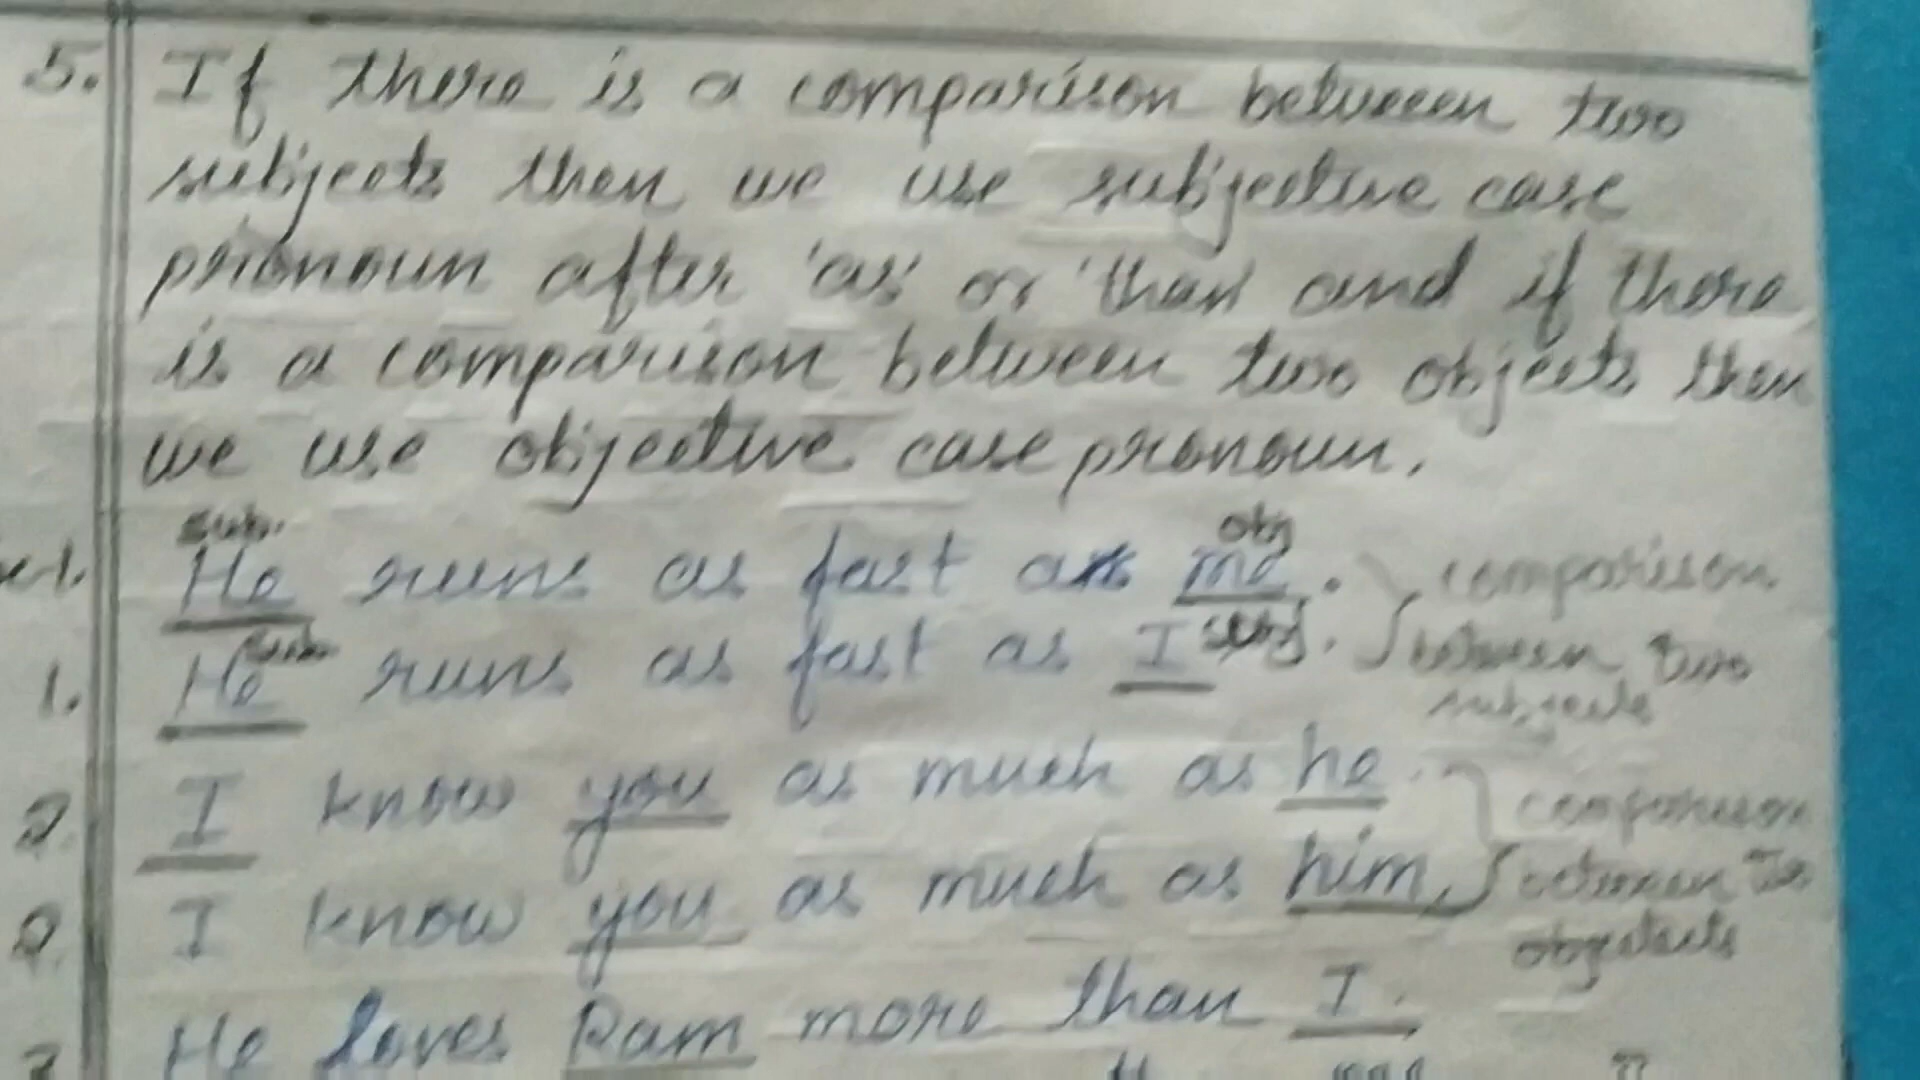 5. If there is a comparison between two
subjects then we use subjective case
pronoun after 'as' or 'than' and if there
is a comparison between two objects then
we use objective case pronoun.
sub. obj
He runs as fast as me. comparison
sub. subj.
1. He runs as fast as I. between two
subjects
2. I know you as much as he. comparison
2. I know you as much as him, between two
objects
He loves Ram more than I.